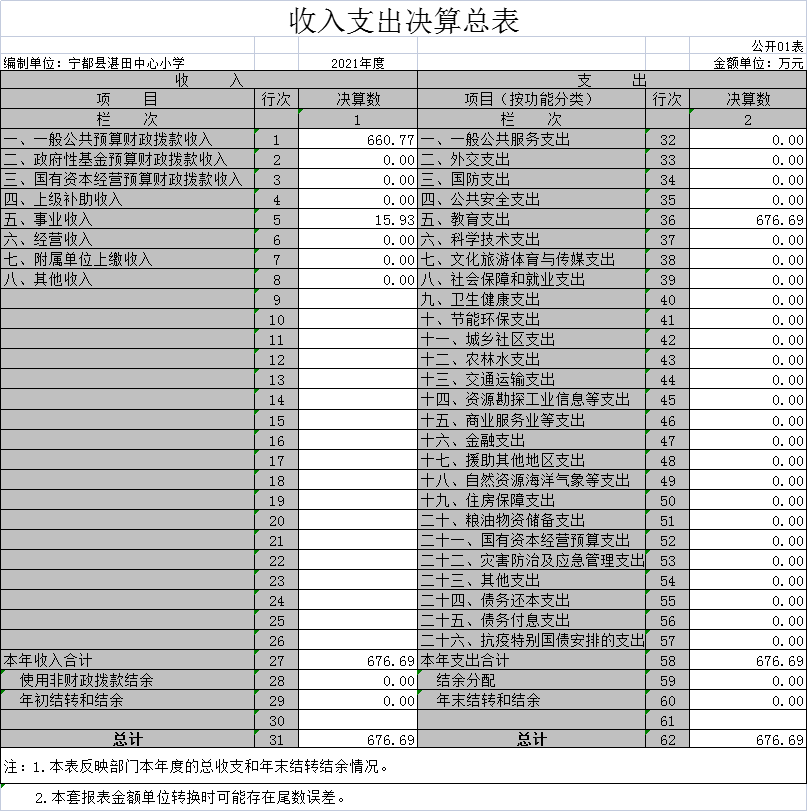 收入支出决算总表
公开01表
编制单位：宁都县湛田中心小学 2021年度 金额单位：万元
收 入 支 出
项 目 行次 决算数 项目（按功能分类） 行次 决算数
栏 次 1 栏 次 2
一、一般公共预算财政拨款收入 1 660.77 一、一般公共服务支出 32 0.00
二、政府性基金预算财政拨款收入 2 0.00 二、外交支出 33 0.00
三、国有资本经营预算财政拨款收入 3 0.00 三、国防支出 34 0.00
四、上级补助收入 4 0.00 四、公共安全支出 35 0.00
五、事业收入 5 15.93 五、教育支出 36 676.69
六、经营收入 6 0.00 六、科学技术支出 37 0.00
七、附属单位上缴收入 7 0.00 七、文化旅游体育与传媒支出 38 0.00
八、其他收入 8 0.00 八、社会保障和就业支出 39 0.00
9 九、卫生健康支出 40 0.00
10 十、节能环保支出 41 0.00
11 十一、城乡社区支出 42 0.00
12 十二、农林水支出 43 0.00
13 十三、交通运输支出 44 0.00
14 十四、资源勘探工业信息等支出 45 0.00
15 十五、商业服务业等支出 46 0.00
16 十六、金融支出 47 0.00
17 十七、援助其他地区支出 48 0.00
18 十八、自然资源海洋气象等支出 49 0.00
19 十九、住房保障支出 50 0.00
20 二十、粮油物资储备支出 51 0.00
21 二十一、国有资本经营预算支出 52 0.00
22 二十二、灾害防治及应急管理支出 53 0.00
23 二十三、其他支出 54 0.00
24 二十四、债务还本支出 55 0.00
25 二十五、债务付息支出 56 0.00
26 二十六、抗疫特别国债安排的支出 57 0.00
本年收入合计 27 676.69 本年支出合计 58 676.69
使用非财政拨款结余 28 0.00 结余分配 59 0.00
年初结转和结余 29 0.00 年末结转和结余 60 0.00
30 61
总计 31 676.69 总计 62 676.69
注：1.本表反映部门本年度的总收支和年末结转结余情况。
2.本套报表金额单位转换时可能存在尾数误差。